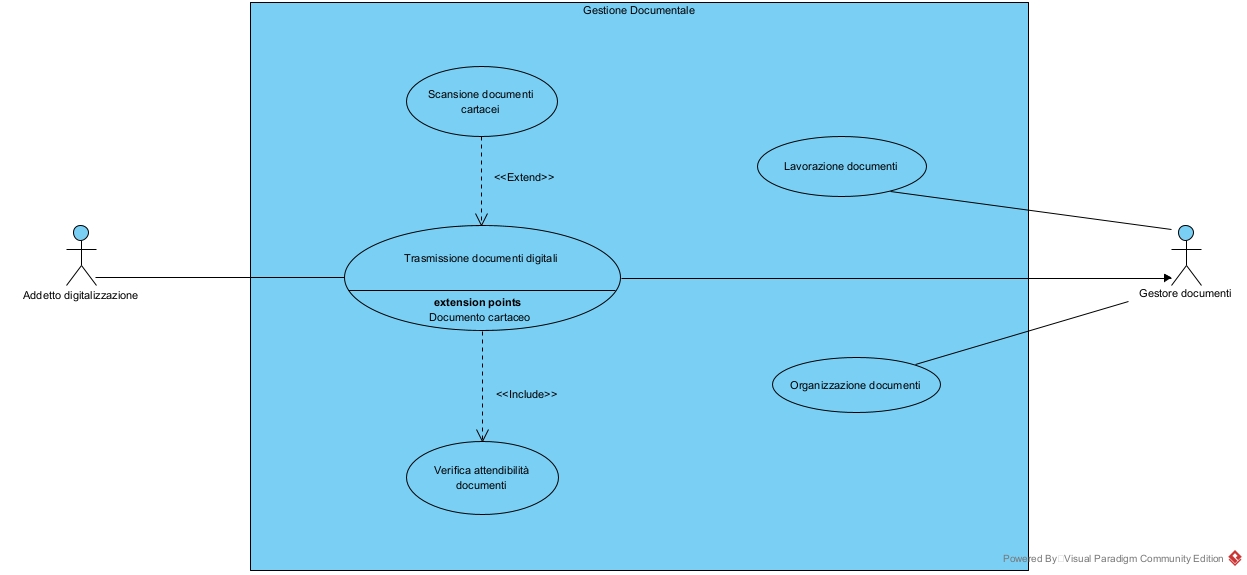 Gestione Documentale
Scansione documenti
cartacei
<<Extend>>
Lavorazione documenti
Addetto digitalizzazione
Trasmissione documenti digitali
extension points
Documento cartaceo
Gestore documenti
<<Include>>
Organizzazione documenti
Verifica attendibilità
documenti
Powered By Visual Paradigm Community Edition